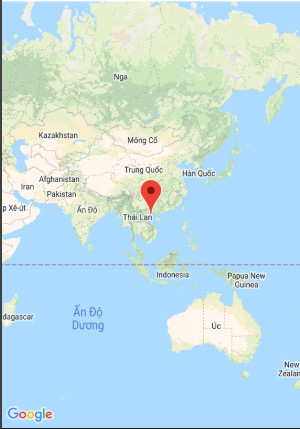 Nga
Kazakhstan
Mông Cổ
Trung Quốc
Hàn Quốc
Afghanistan
Iran
Pakistan
p Xê-út
Ấn Độ
Thái Lan
Indonesia
Papua New
Guinea
adagascar
Ấn Độ
Dương
Úc
New
Zealan
Google